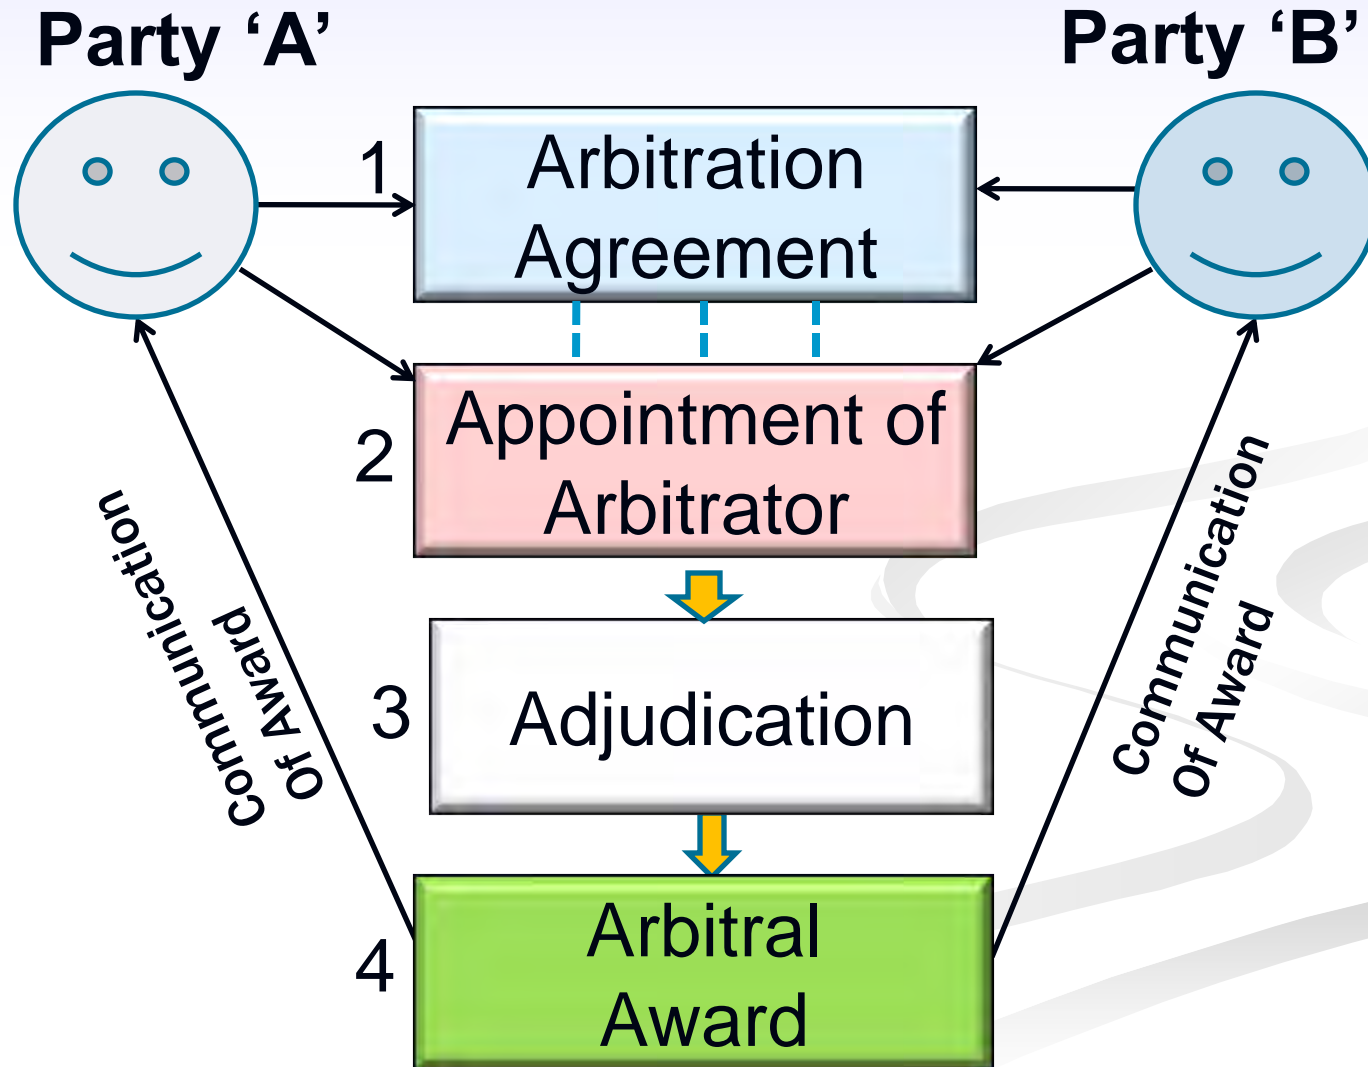 Party ‘A’
Party ‘B’
1
Arbitration
Agreement
2
Appointment of
Arbitrator
3
Adjudication
4
Arbitral
Award
Communication
Of Award
Communication
Of Award